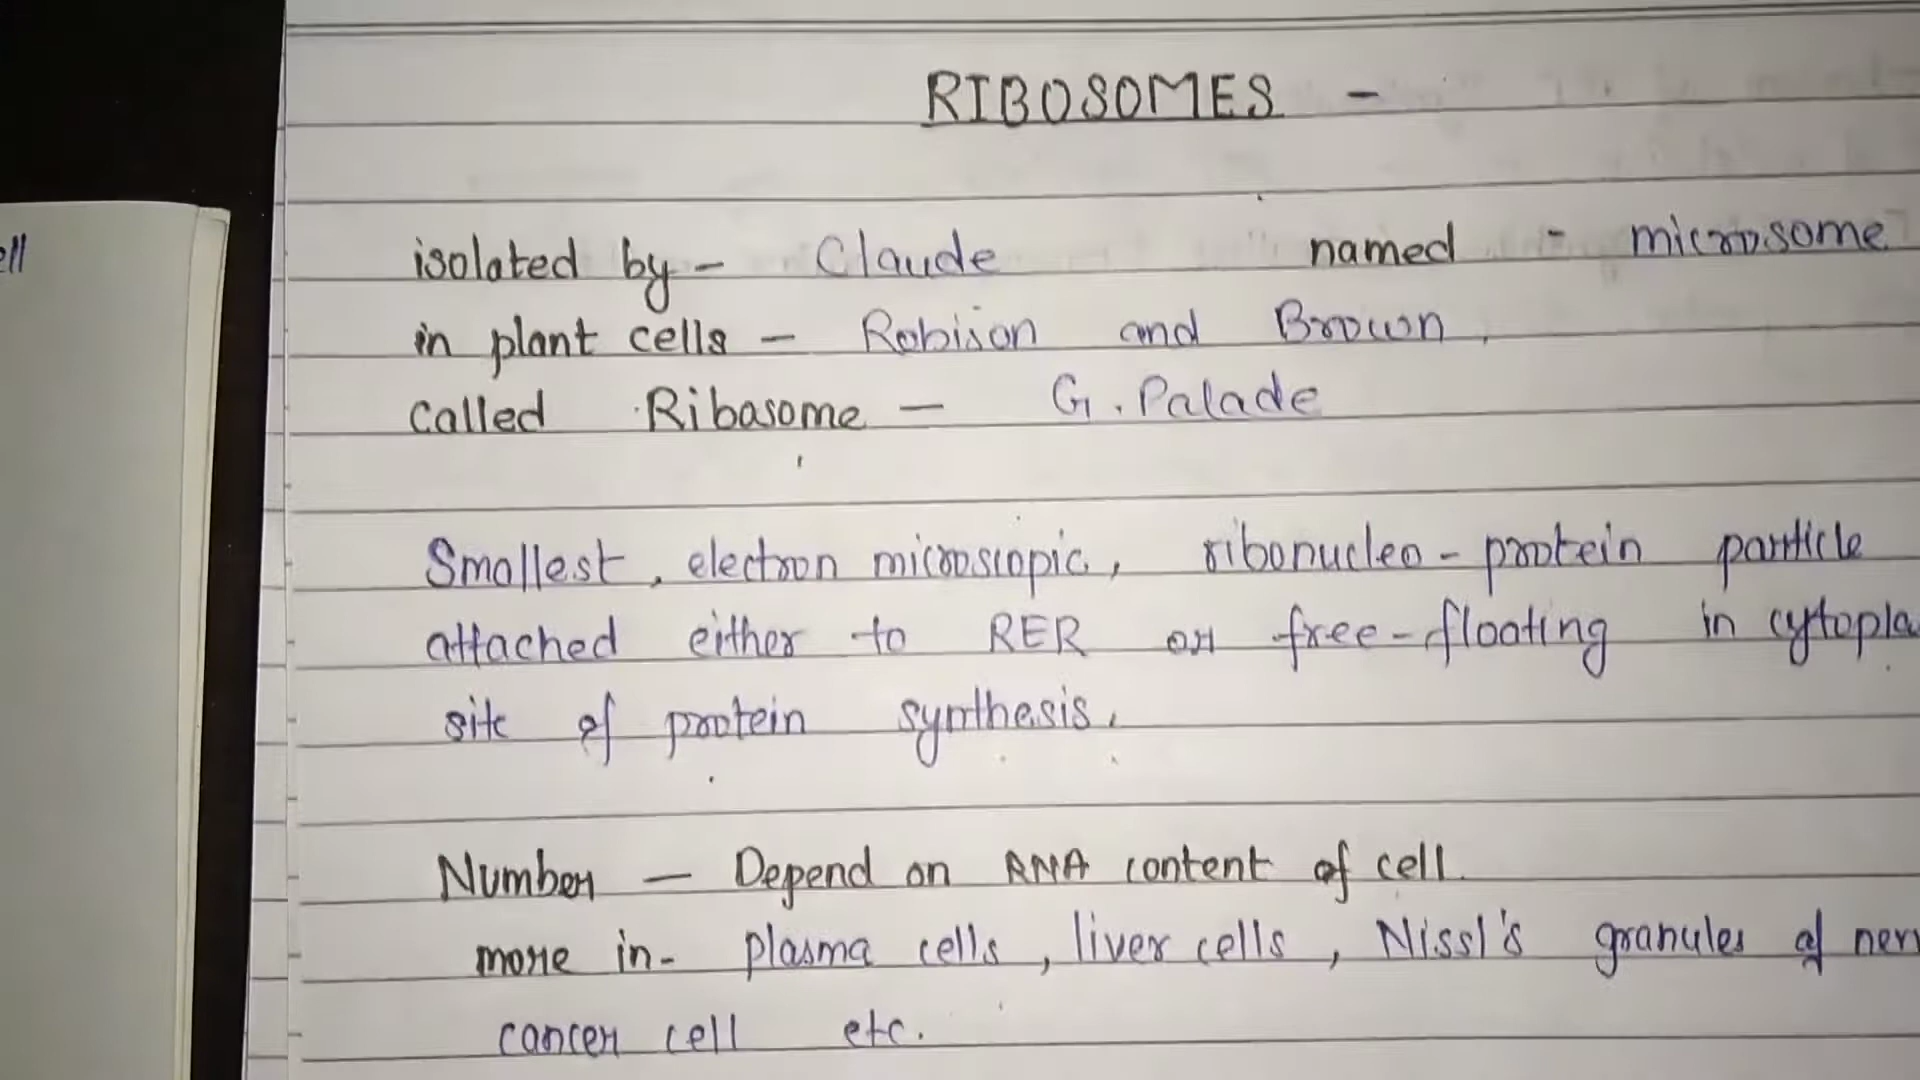 ell
RIBOSOMES -
isolated by - Claude named - microsome
in plant cells - Robison and Brown,
called Ribasome - G. Palade
Smallest, electron microscopic, ribonucleo-protein particle
attached either to RER or free-floating in cytopla
site of protein synthesis.
Number - Depend on RNA content of cell.
more in- plasma cells, liver cells, Nissl's granules of nerv
cancer cell etc.